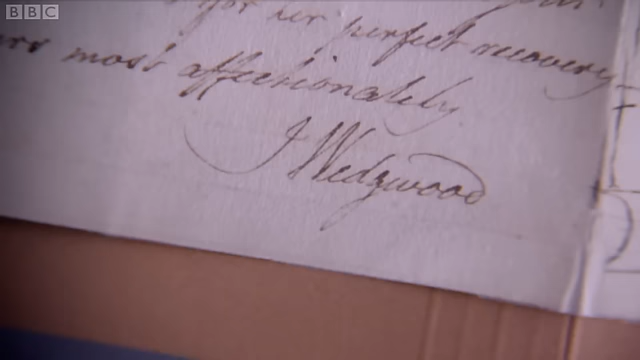 BBC
for her perfect recovery
most affectionately
J Wedgwood